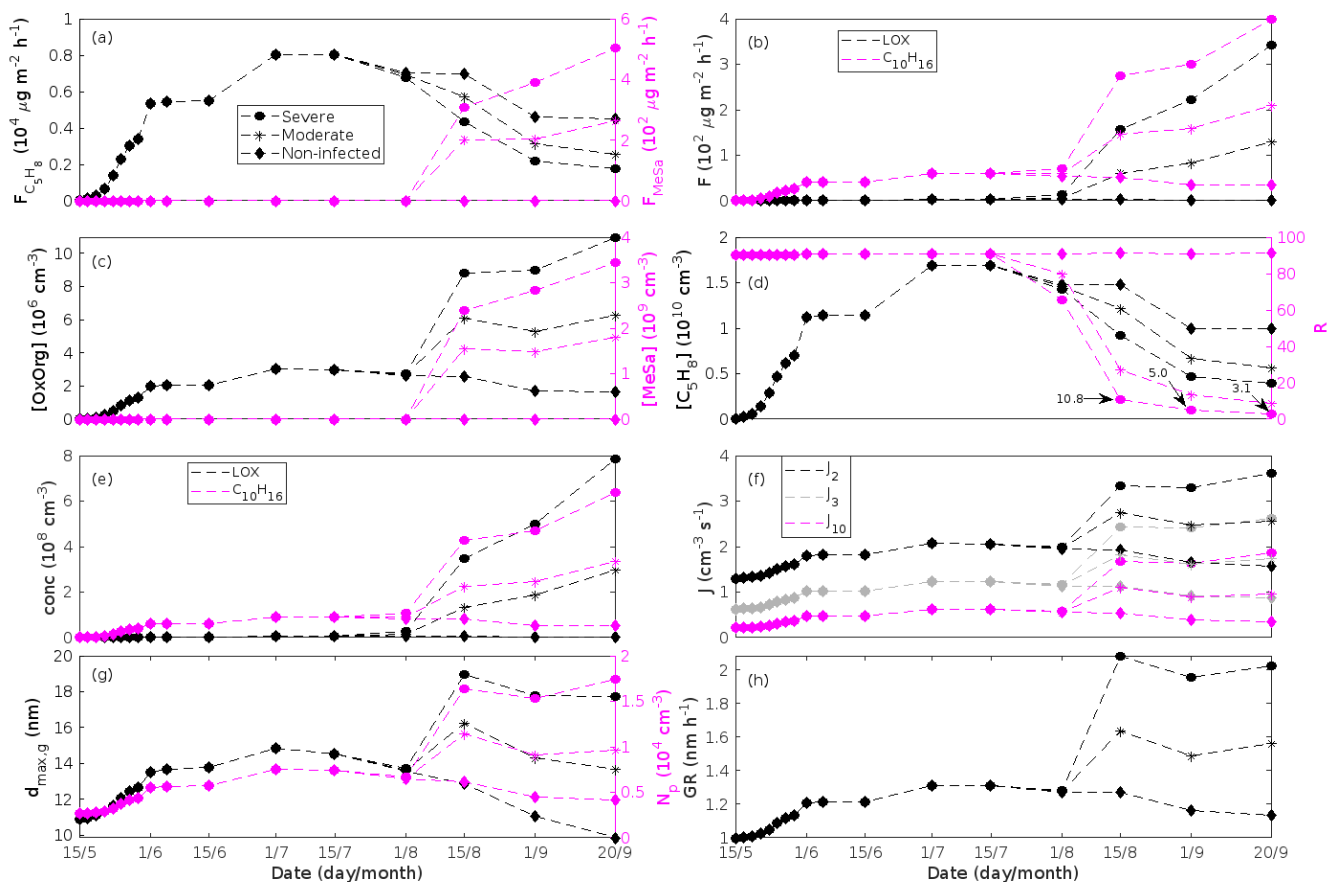 (a)
F_C5H8 (10^4 μg m^-2 h^-1)
1
0.8
0.6
0.4
0.2
0
Severe
Moderate
Non-infected
6
4
2
0
F_MeSa (10^2 μg m^-2 h^-1)
(b)
F (10^2 μg m^-2 h^-1)
4
3
2
1
0
LOX
C10H16
(c)
[OxOrg] (10^6 cm^-3)
10
8
6
4
2
0
4
3
2
1
0
[MeSa] (10^9 cm^-3)
(d)
[C5H8] (10^10 cm^-3)
2
1.5
1
0.5
0
10.8
5.0
3.1
100
80
60
40
20
0
R
(e)
conc (10^8 cm^-3)
8
6
4
2
0
LOX
C10H16
(f)
J (cm^-3 s^-1)
4
3
2
1
0
J2
J3
J10
(g)
d_max,g (nm)
20
18
16
14
12
10
2
1.5
1
0.5
0
N_p (10^4 cm^-3)
15/5
1/6
15/6
1/7
15/7
1/8
15/8
1/9
20/9
Date (day/month)
(h)
GR (nm h^-1)
2
1.8
1.6
1.4
1.2
1
15/5
1/6
15/6
1/7
15/7
1/8
15/8
1/9
20/9
Date (day/month)